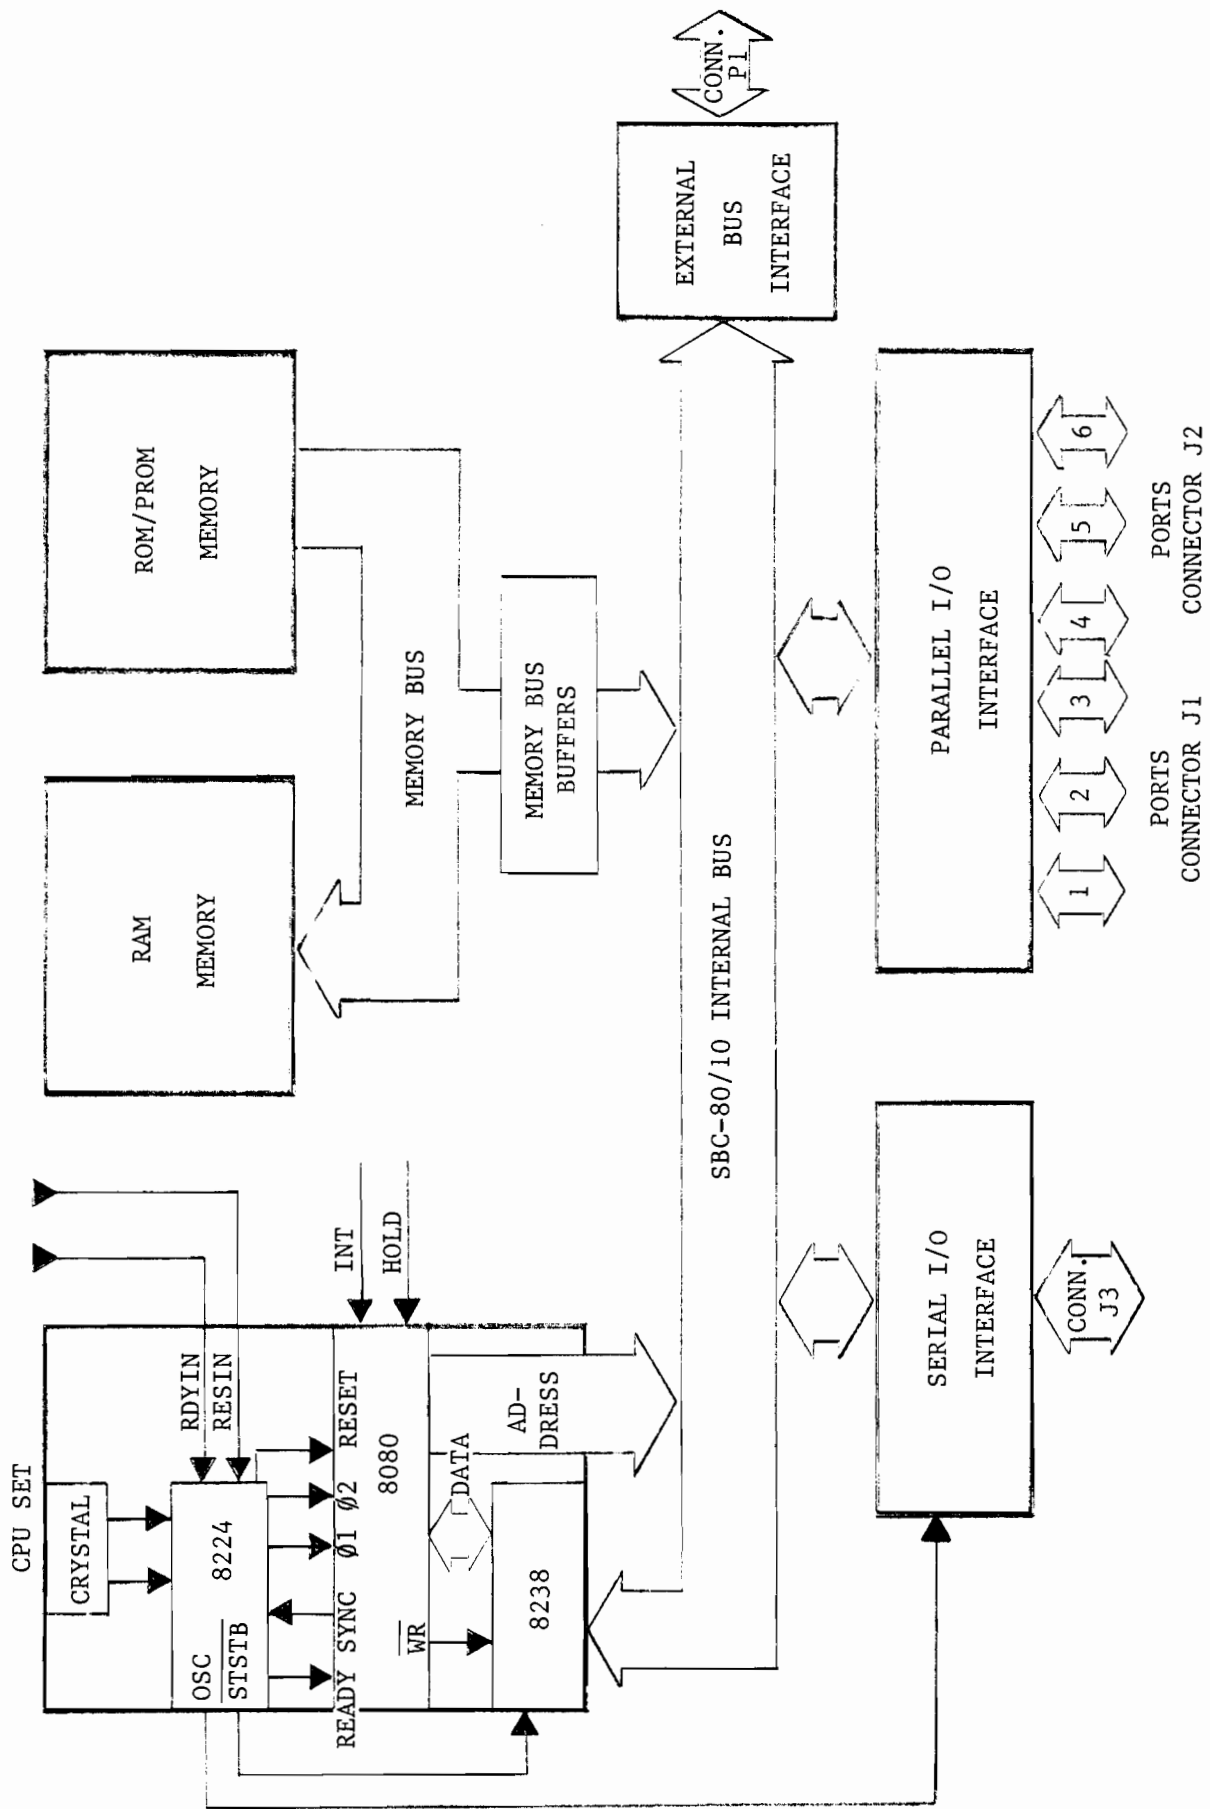 CPU SET
CRYSTAL
RDYIN
RESIN
OSC
STSTB
8224
READY SYNC Ø1 Ø2 RESET
8080
INT
HOLD
WR
DATA
AD-
DRESS
8238
RAM
MEMORY
ROM/PROM
MEMORY
MEMORY BUS
MEMORY BUS
BUFFERS
SBC-80/10 INTERNAL BUS
EXTERNAL
BUS
INTERFACE
CONN.
P1
SERIAL I/O
INTERFACE
CONN.
J3
PARALLEL I/O
INTERFACE
1
2
3
4
5
6
PORTS
CONNECTOR J1
PORTS
CONNECTOR J2